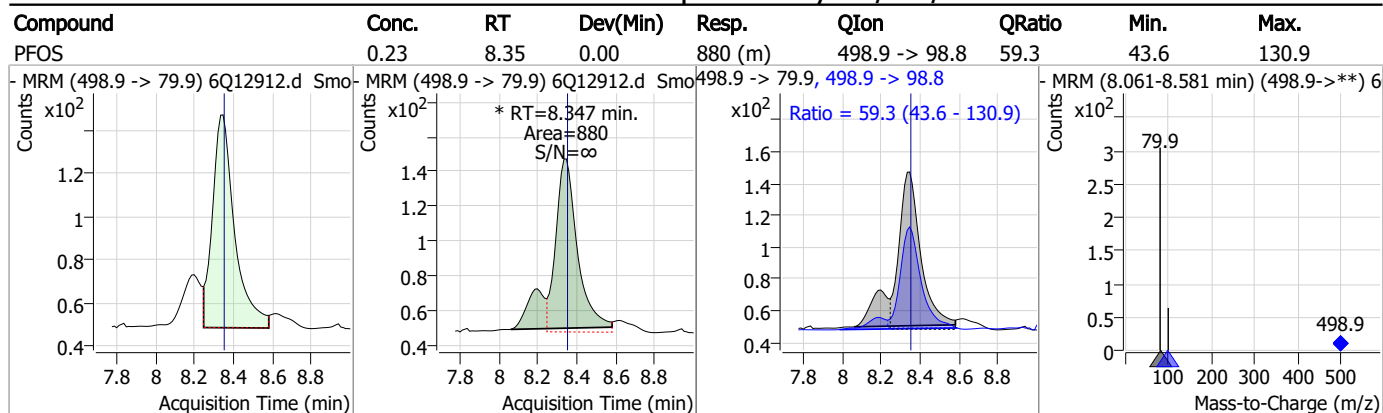 Compound Conc. RT Dev(Min) Resp. QIon QRatio Min. Max.
PFOS 0.23 8.35 0.00 880 (m) 498.9 -> 98.8 59.3 43.6 130.9
- MRM (498.9 -> 79.9) 6Q12912.d Smo
Counts
x10²
1.2
1
0.8
0.6
0.4
7.8 8 8.2 8.4 8.6 8.8
Acquisition Time (min)
- MRM (498.9 -> 79.9) 6Q12912.d Smo
Counts
x10²
* RT=8.347 min.
Area=880
S/N=∞
1.4
1.2
1
0.8
0.6
0.4
7.8 8 8.2 8.4 8.6 8.8
Acquisition Time (min)
498.9 -> 79.9, 498.9 -> 98.8
x10²
Ratio = 59.3 (43.6 - 130.9)
1.6
1.4
1.2
1
0.8
0.6
0.4
7.8 8 8.2 8.4 8.6 8.8
Acquisition Time (min)
- MRM (8.061-8.581 min) (498.9->**) 6
Counts
x10²
79.9
3
2.5
2
1.5
1
0.5
498.9
0
100 200 300 400 500
Mass-to-Charge (m/z)